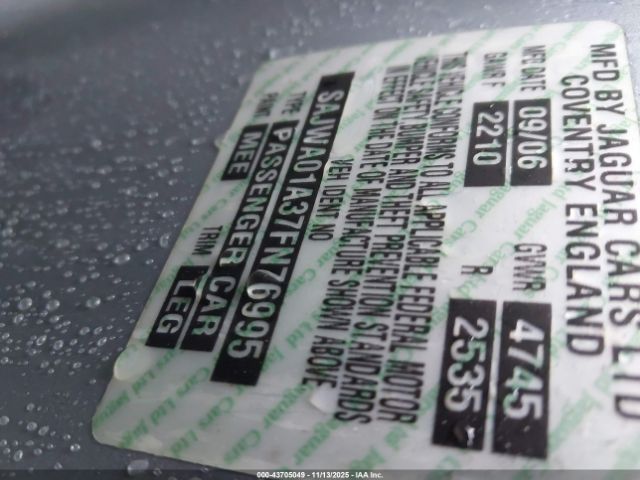 MFD BY JAGUAR CARS LTD
COVENTRY ENGLAND
MFG DATE 09/06 GVWR 4745
GAWR F 2210 R 2535
THIS VEHICLE CONFORMS TO ALL APPLICABLE FEDERAL MOTOR
VEHICLE SAFETY BUMPER AND THEFT PREVENTION STANDARDS
IN EFFECT ON THE DATE OF MANUFACTURE SHOWN ABOVE
VEH IDENT NO
SAJWA01A37FN76995
TYPE PASSENGER CAR
PAINT MEE TRIM LEG
000-43705049 - 11/13/2025 - IAAI, Inc.